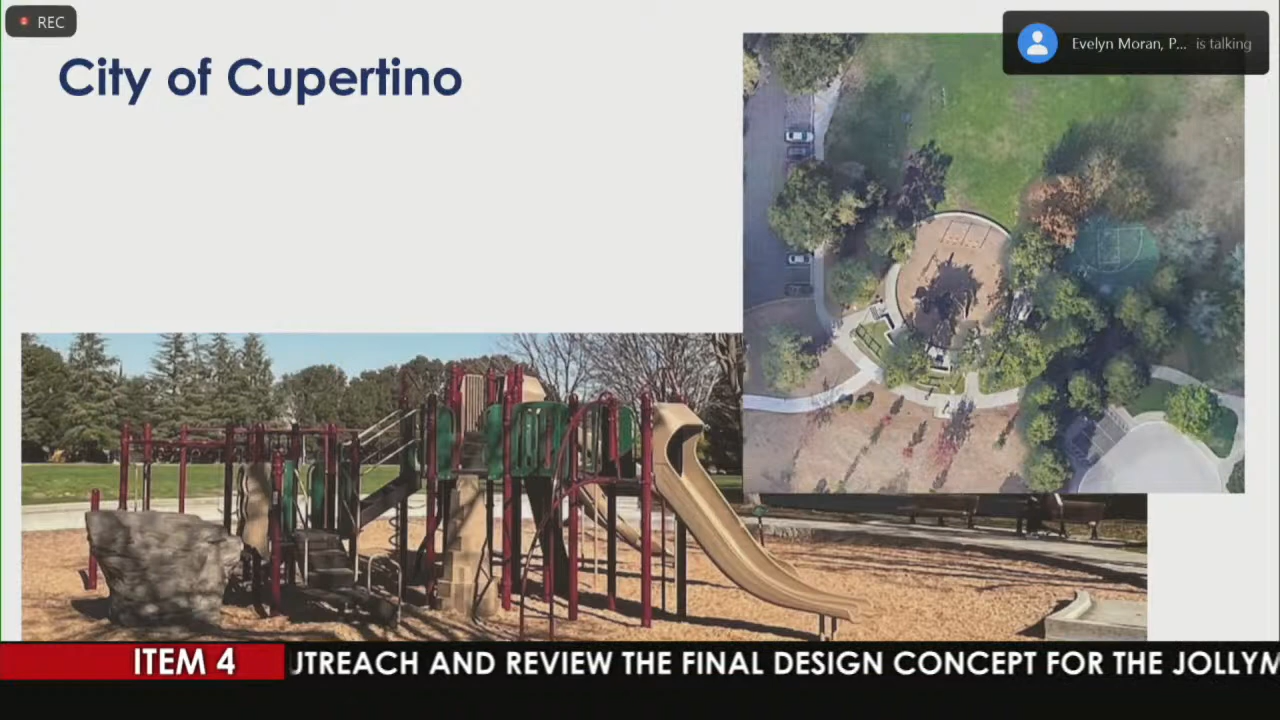 REC
Evelyn Moran, P... is talking
City of Cupertino
ITEM 4
UTREACH AND REVIEW THE FINAL DESIGN CONCEPT FOR THE JOLLYM